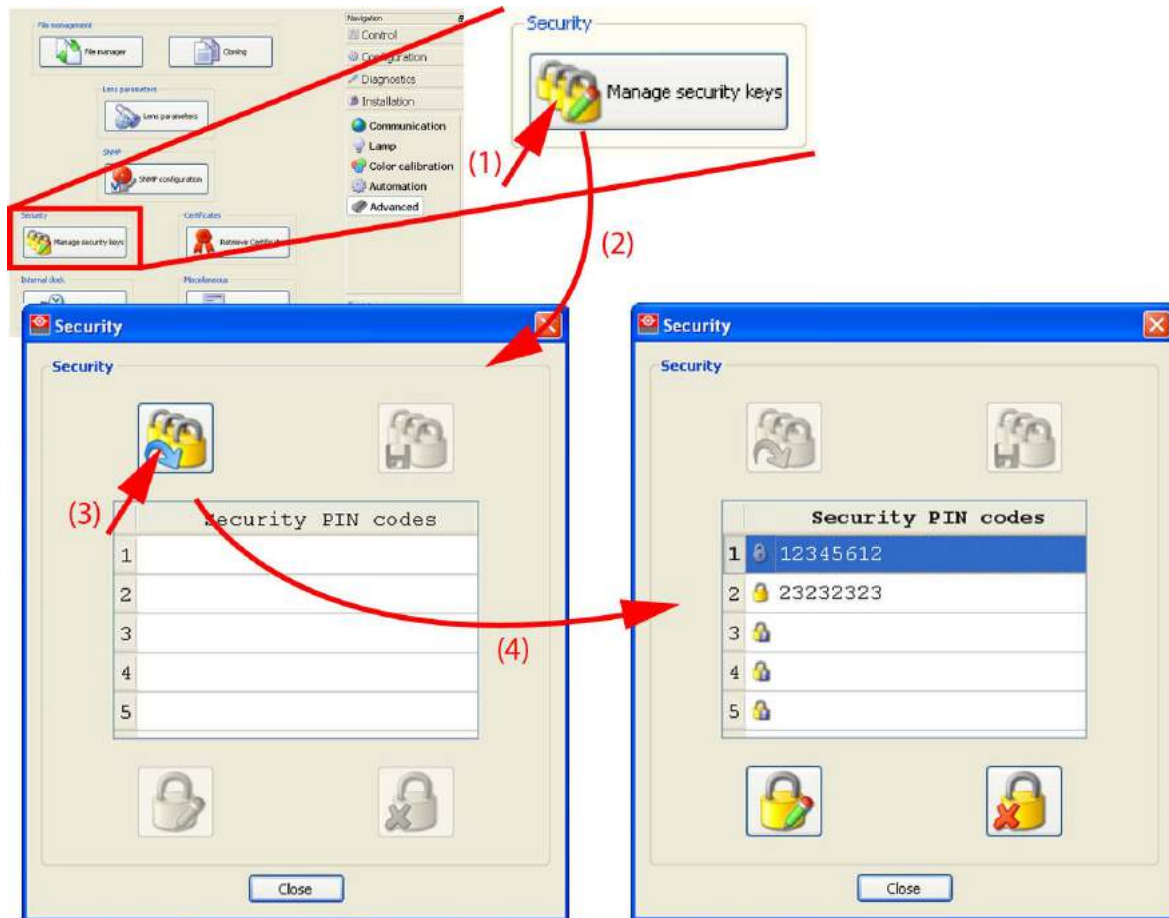 File management
File manager
Cloning
Lens parameters
Lens parameters
SNMP
SNMP configuration
Security
Manage security keys
Certificates
Retrieve Certificat
Internal clock
Miscellaneous
Navigation
Control
Configuration
Diagnostics
Installation
Communication
Lamp
Color calibration
Automation
Advanced
Security
Manage security keys
(1)
(2)
Security
Security
(3)
Security PIN codes
1
2
3
4
5
Close
(4)
Security
Security
Security PIN codes
1 12345612
2 23232323
3
4
5
Close